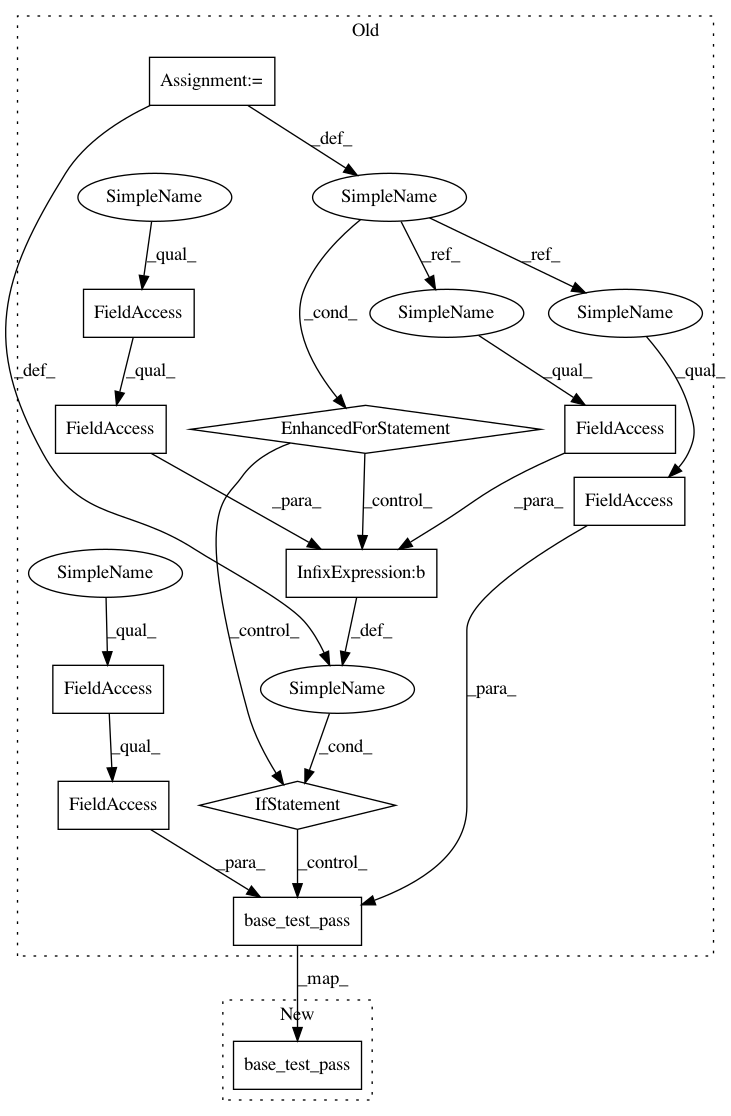 Old
Assignment:=
_def_
SimpleName
SimpleName
_qual_
_ref_
_ref_
FieldAccess
_cond_
SimpleName
SimpleName
_def_
_qual_
_qual_
_qual_
FieldAccess
EnhancedForStatement
FieldAccess
FieldAccess
_para_
_control_
_para_
SimpleName
InfixExpression:b
_qual_
_control_
_def_
FieldAccess
SimpleName
_para_
_qual_
_cond_
FieldAccess
IfStatement
_para_
_control_
base_test_pass
_map_
New
base_test_pass